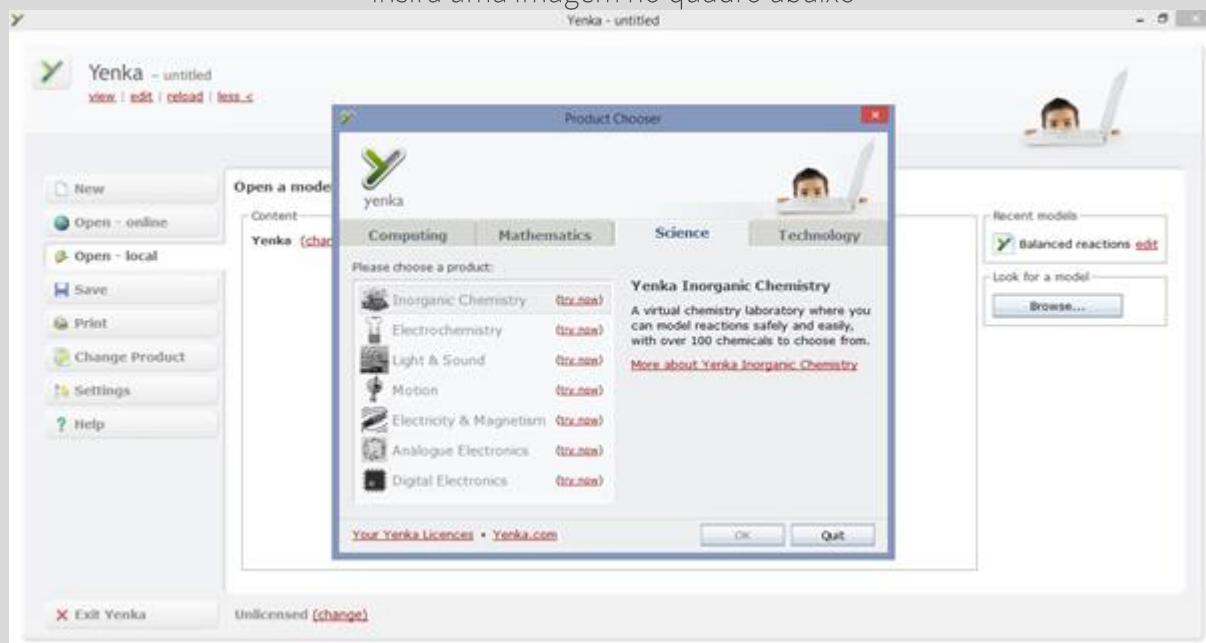 insira uma imagem no quadro abaixo
Yenka - untitled
Yenka - untitled
view | edit | reload | less <
Product Chooser
yenka
New
Open - online
Open - local
Save
Print
Change Product
Settings
? Help
Exit Yenka
Open a mode
Content
Yenka (chan
Computing
Mathematics
Science
Technology
Please choose a product:
Inorganic Chemistry (try now)
Electrochemistry (try now)
Light & Sound (try now)
Motion (try now)
Electricity & Magnetism (try now)
Analogue Electronics (try now)
Digital Electronics (try now)
Yenka Inorganic Chemistry
A virtual chemistry laboratory where you
can model reactions safely and easily,
with over 100 chemicals to choose from.
More about Yenka Inorganic Chemistry
Your Yenka Licences • Yenka.com
OK
Quit
Recent models
Balanced reactions edit
Look for a model
Browse...
Unlicensed (change)